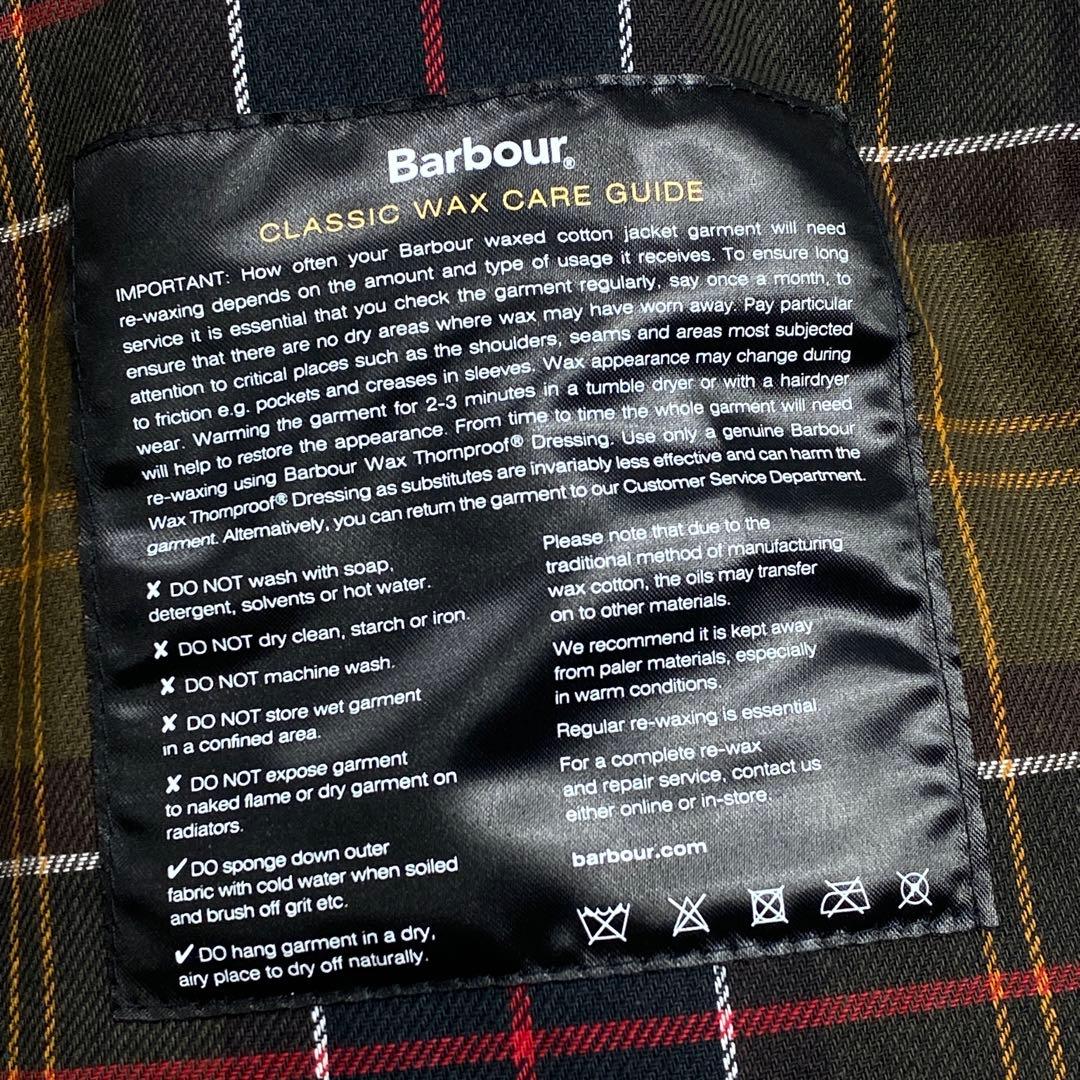 Barbour®
CLASSIC WAX CARE GUIDE
IMPORTANT: How often your Barbour waxed cotton jacket garment will need
re-waxing depends on the amount and type of usage it receives. To ensure long
service it is essential that you check the garment regularly, say once a month, to
ensure that there are no dry areas where wax may have worn away. Pay particular
attention to critical places such as the shoulders, seams and areas most subjected
to friction e.g. pockets and creases in sleeves. Wax appearance may change during
wear. Warming the garment for 2-3 minutes in a tumble dryer or with a hairdryer
will help to restore the appearance. From time to time the whole garment will need
re-waxing using Barbour Wax Thornproof® Dressing. Use only a genuine Barbour
Wax Thornproof® Dressing as substitutes are invariably less effective and can harm the
garment. Alternatively, you can return the garment to our Customer Service Department.
✘ DO NOT wash with soap,
detergent, solvents or hot water.
✘ DO NOT dry clean, starch or iron.
✘ DO NOT machine wash.
✘ DO NOT store wet garment
in a confined area.
✘ DO NOT expose garment
to naked flame or dry garment on
radiators.
✔ DO sponge down outer
fabric with cold water when soiled
and brush off grit etc.
✔ DO hang garment in a dry,
airy place to dry off naturally.
Please note that due to the
traditional method of manufacturing
wax cotton, the oils may transfer
on to other materials.
We recommend it is kept away
from paler materials, especially
in warm conditions.
Regular re-waxing is essential.
For a complete re-wax
and repair service, contact us
either online or in-store.
barbour.com